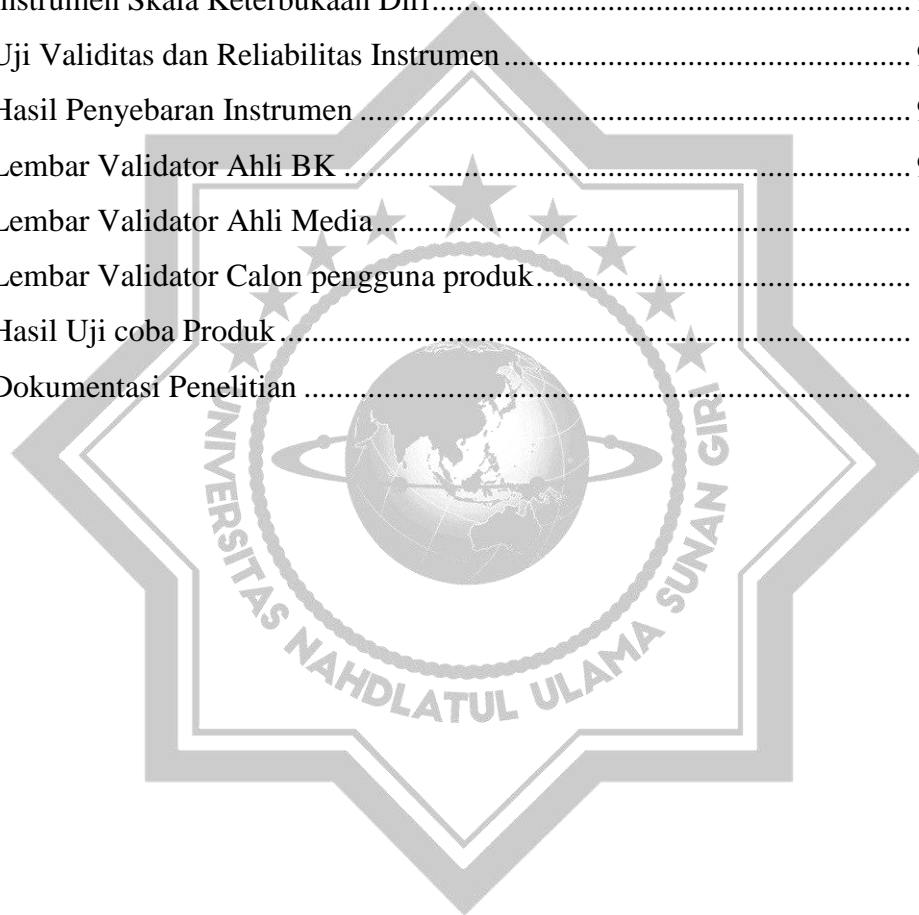 Instrumen Skala Keterbukaan Diri
Uji Validitas dan Reliabilitas Instrumen
Hasil Penyebaran Instrumen
Lembar Validator Ahli BK
Lembar Validator Ahli Media
Lembar Validator Calon pengguna produk
Hasil Uji coba Produk
Dokumentasi Penelitian
UNIVERSITAS NAHDLATUL ULAMA SUNAN GIRI